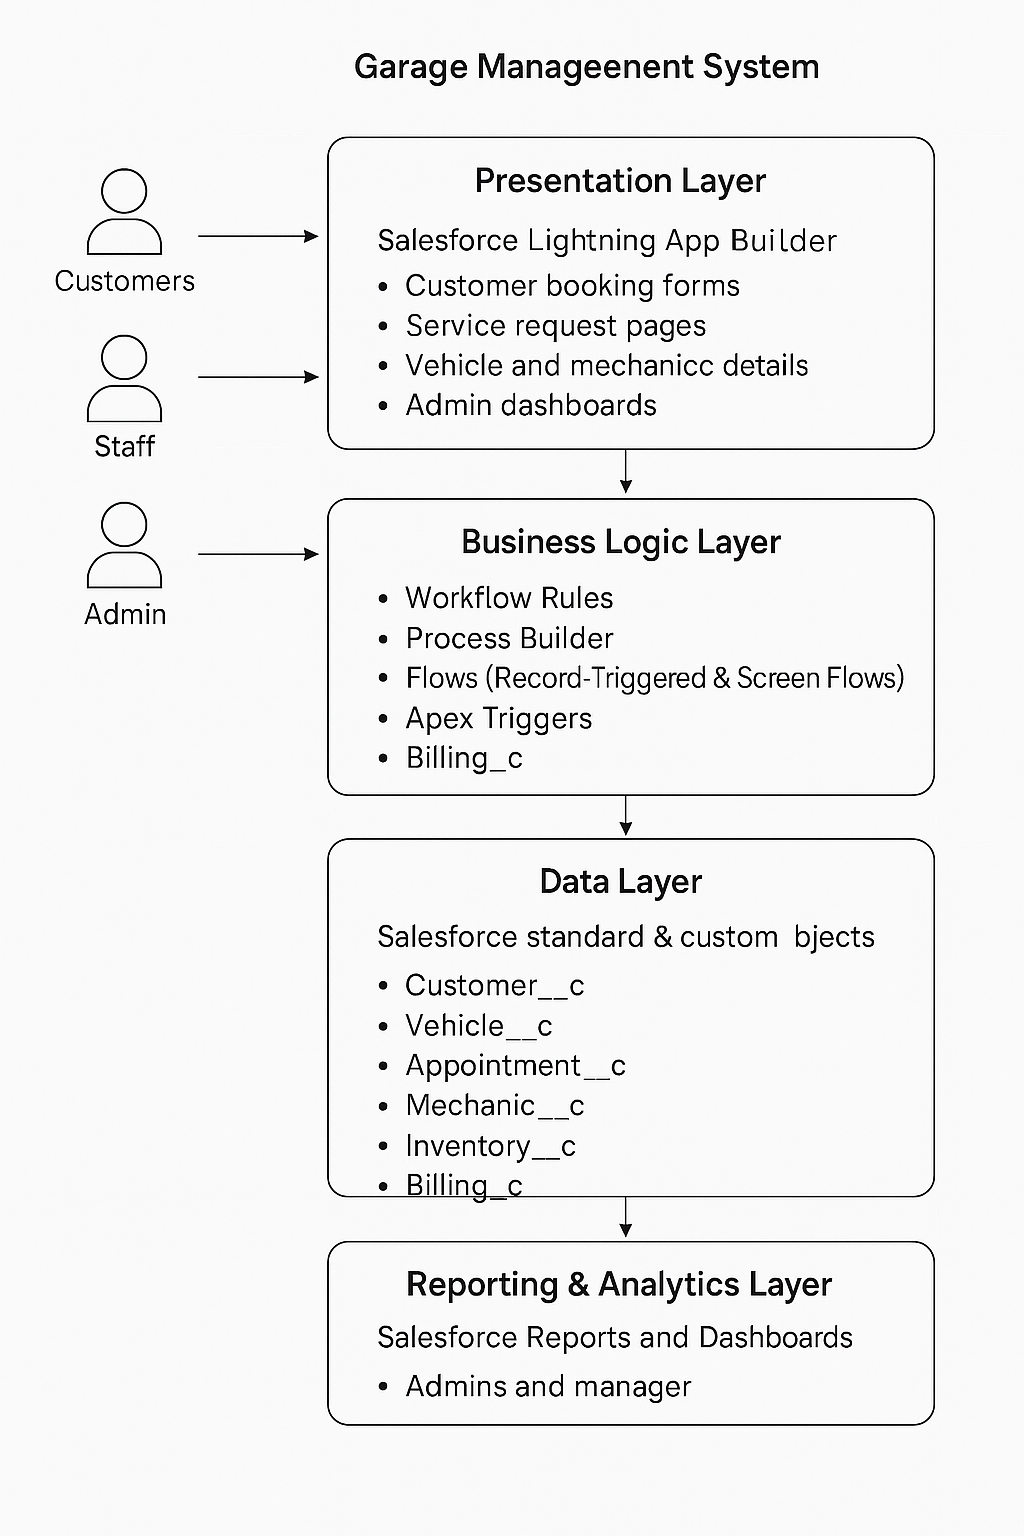 Garage Manageenent System
Customers
Staff
Admin
Presentation Layer
Salesforce Lightning App Builder
• Customer booking forms
• Service request pages
• Vehicle and mechanicc details
• Admin dashboards
Business Logic Layer
• Workflow Rules
• Process Builder
• Flows (Record-Triggered & Screen Flows)
• Apex Triggers
• Billing_c
Data Layer
Salesforce standard & custom bjects
• Customer__c
• Vehicle__c
• Appointment__c
• Mechanic__c
• Inventory__c
• Billing_c
Reporting & Analytics Layer
Salesforce Reports and Dashboards
• Admins and manager